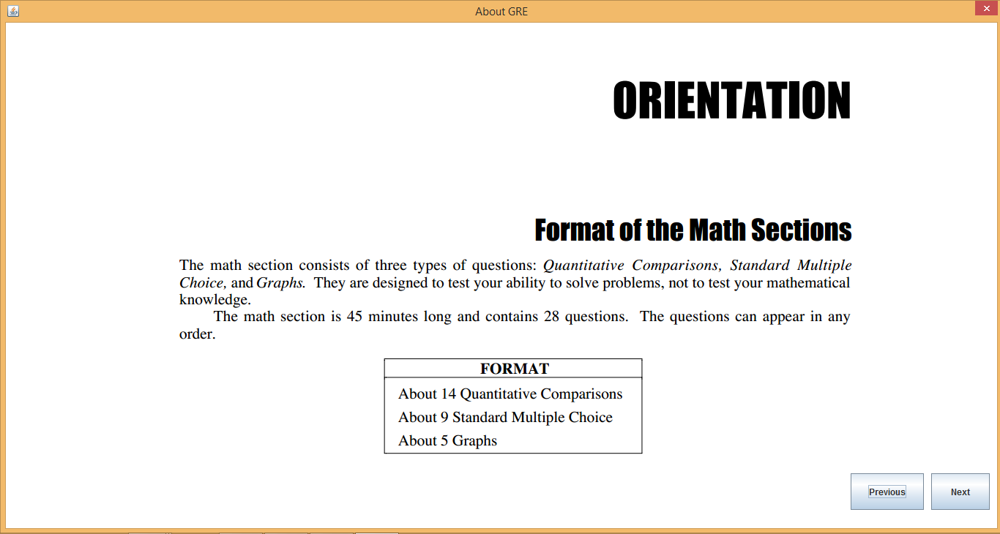 About GRE
ORIENTATION
Format of the Math Sections
The math section consists of three types of questions: Quantitative Comparisons, Standard Multiple
Choice, and Graphs. They are designed to test your ability to solve problems, not to test your mathematical
knowledge.
The math section is 45 minutes long and contains 28 questions. The questions can appear in any
order.
FORMAT
About 14 Quantitative Comparisons
About 9 Standard Multiple Choice
About 5 Graphs
Previous Next